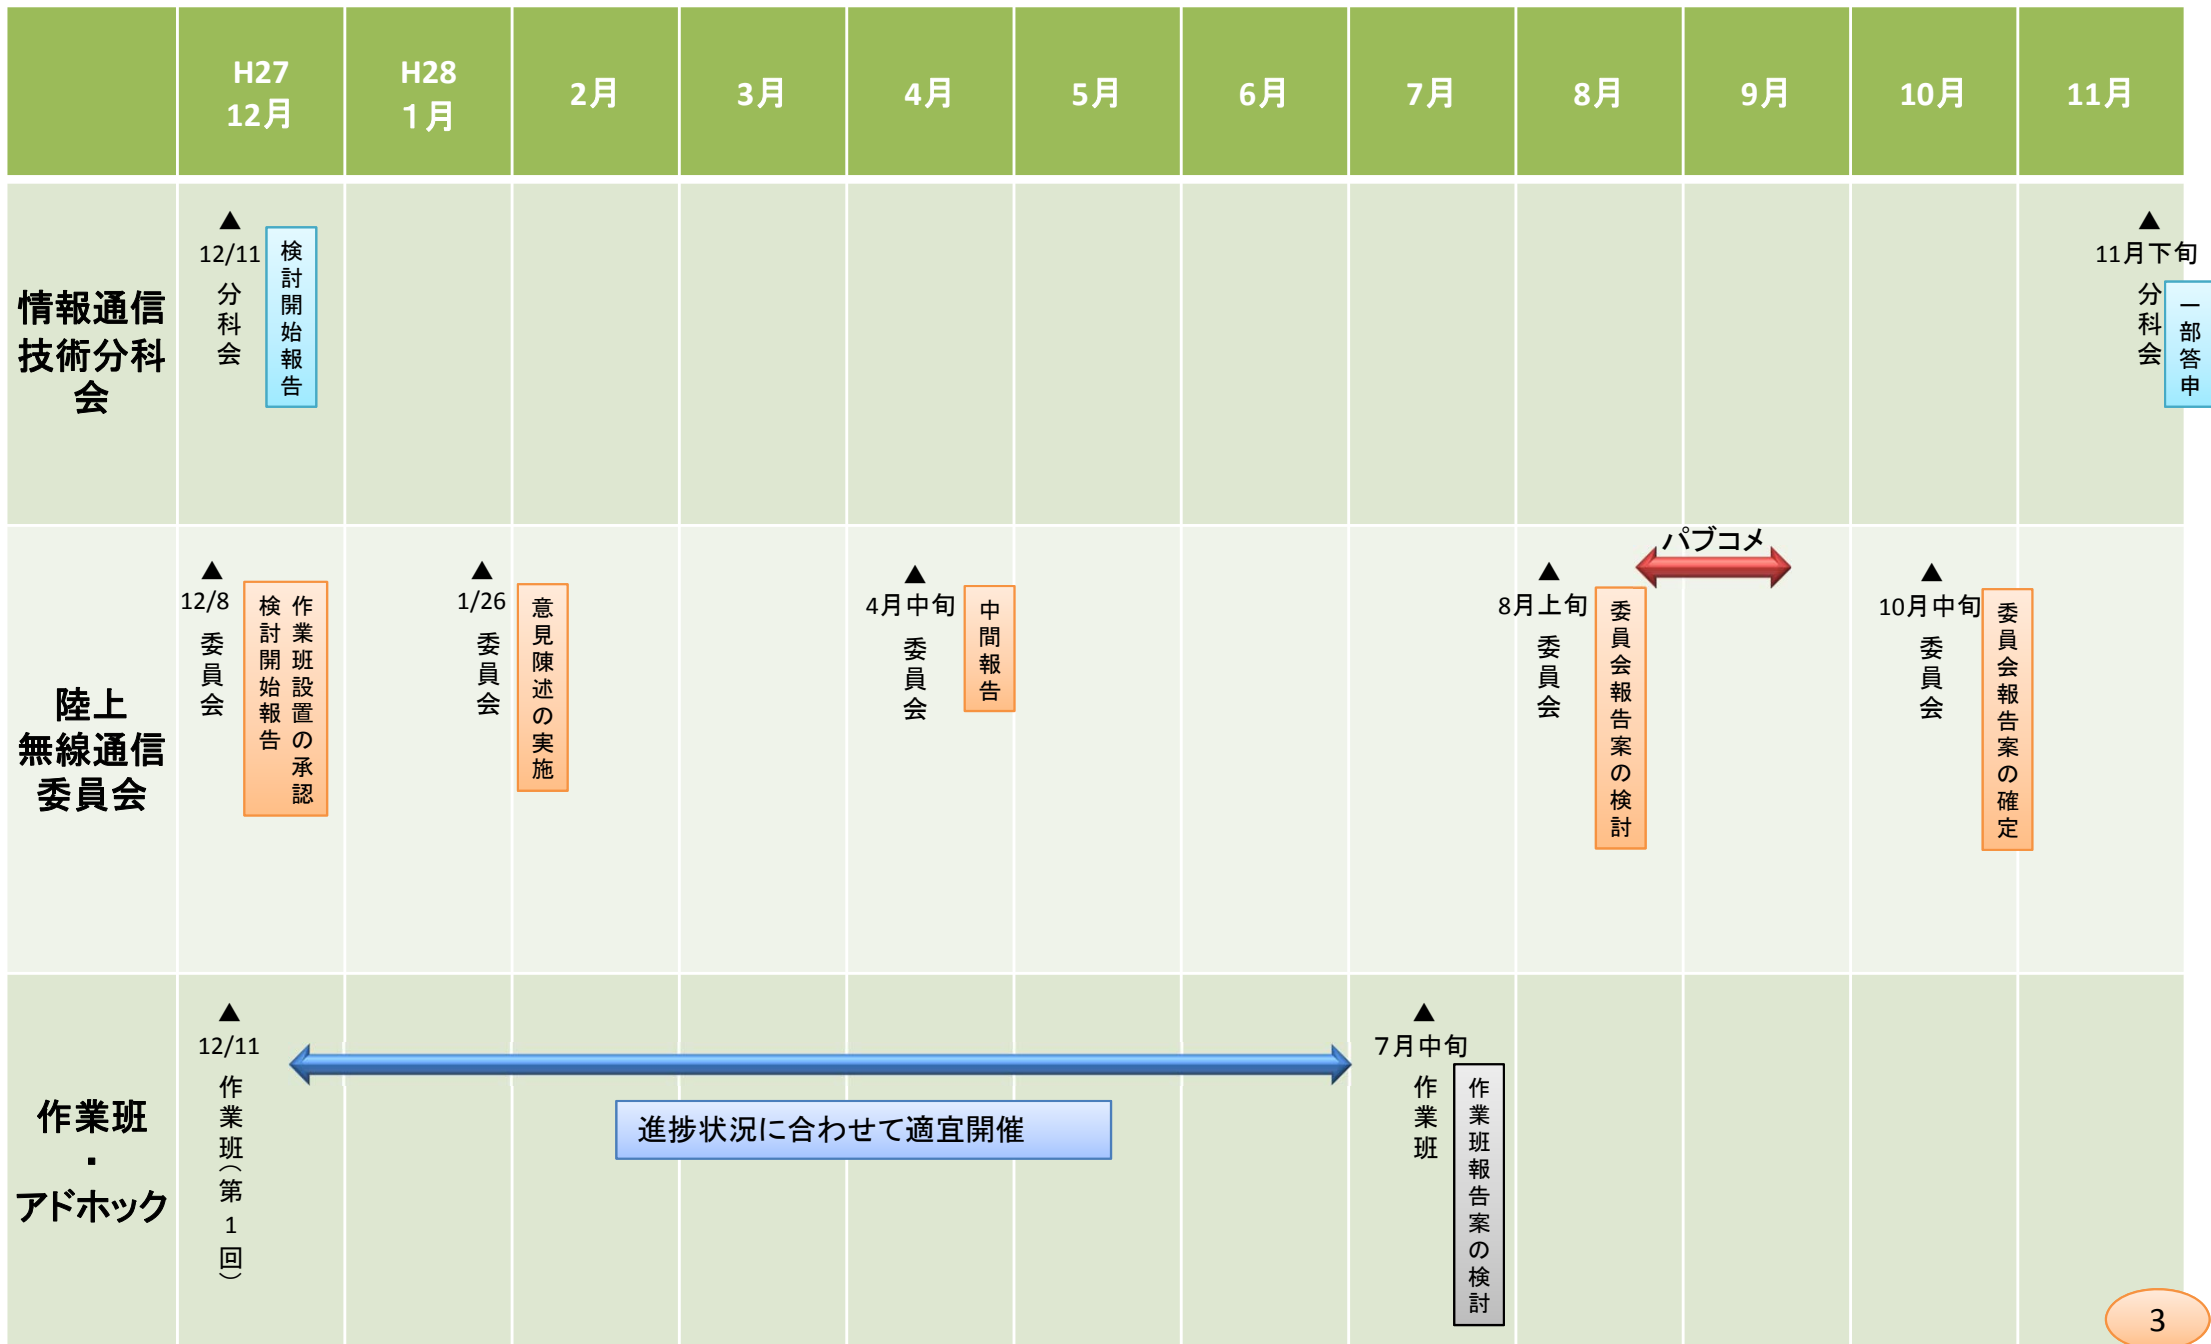 H27
12月
H28
１月
2月
3月
4月
5月
6月
7月
8月
9月
10月
11月
情報通信
技術分科
会
▲
12/11
分科会
検討開始報告
▲
11月下旬
分科会
一部答申
陸上
無線通信
委員会
▲
12/8
委員会
作業班設置の承認
検討開始報告
▲
1/26
委員会
意見陳述の実施
▲
4月中旬
委員会
中間報告
▲
8月上旬
委員会
委員会報告案の検討
パブコメ
▲
10月中旬
委員会
委員会報告案の確定
作業班
・
アドホック
▲
12/11
作業班（第1回）
進捗状況に合わせて適宜開催
▲
７月中旬
作業班
作業班報告案の検討
3